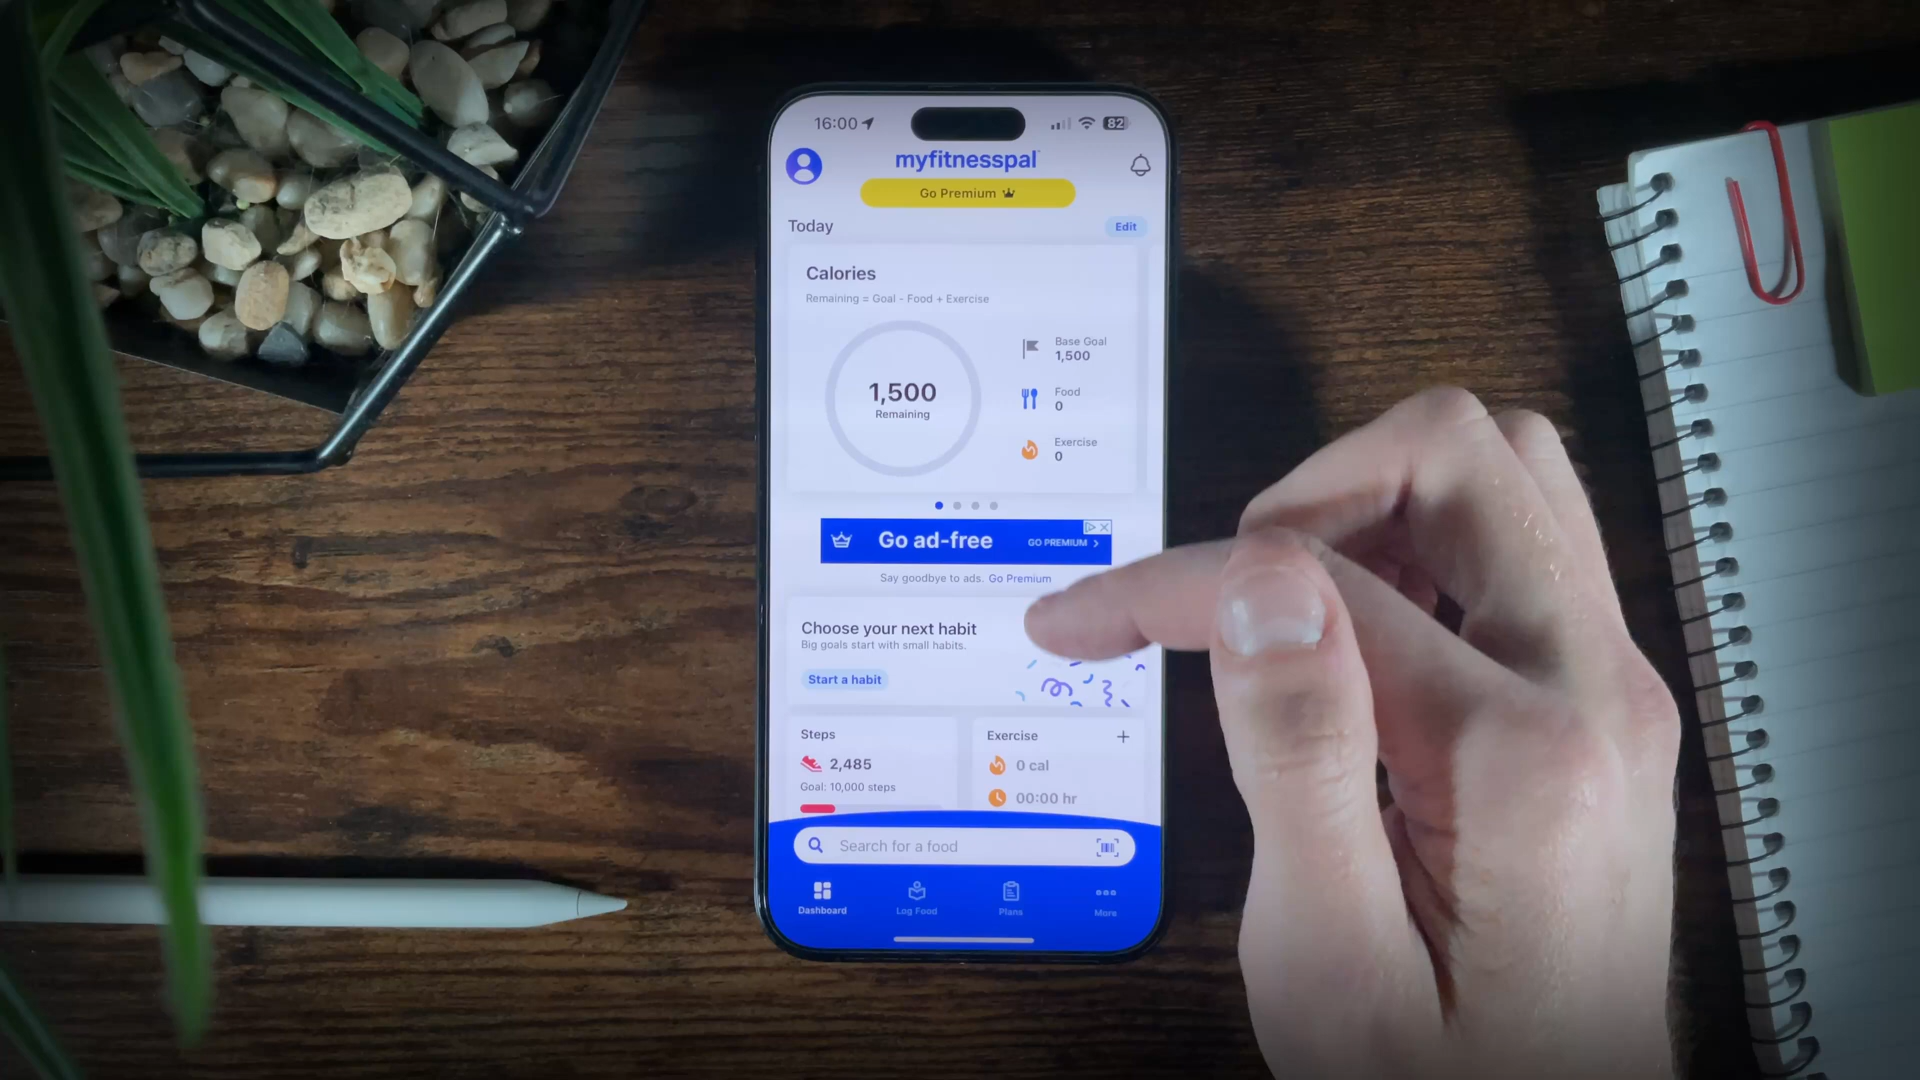 16:00
82
myfitnesspal
Go Premium
Today
Edit
Calories
Remaining = Goal - Food + Exercise
1,500
Remaining
Base Goal
1,500
Food
0
Exercise
0
Go ad-free
GO PREMIUM
Say goodbye to ads. Go Premium
Choose your next habit
Big goals start with small habits.
Start a habit
Steps
2,485
Goal: 10,000 steps
Exercise
+
0 cal
00:00 hr
Search for a food
Dashboard
Log Food
Plans
More